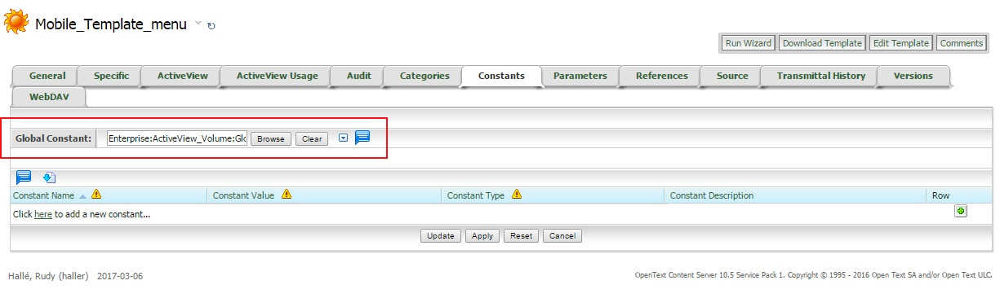 Mobile_Template_menu
Run Wizard Download Template Edit Template Comments
General Specific ActiveView ActiveView Usage Audit Categories Constants Parameters References Source Transmittal History Versions
WebDAV
Global Constant: Enterprise:ActiveView_Volume:Glo Browse Clear
Constant Name Constant Value Constant Type Constant Description Row
Click here to add a new constant...
Update Apply Reset Cancel
Hallé, Rudy (haller) 2017-03-06 OpenText Content Server 10.5 Service Pack 1. Copyright © 1995 - 2016 Open Text SA and/or Open Text ULC.